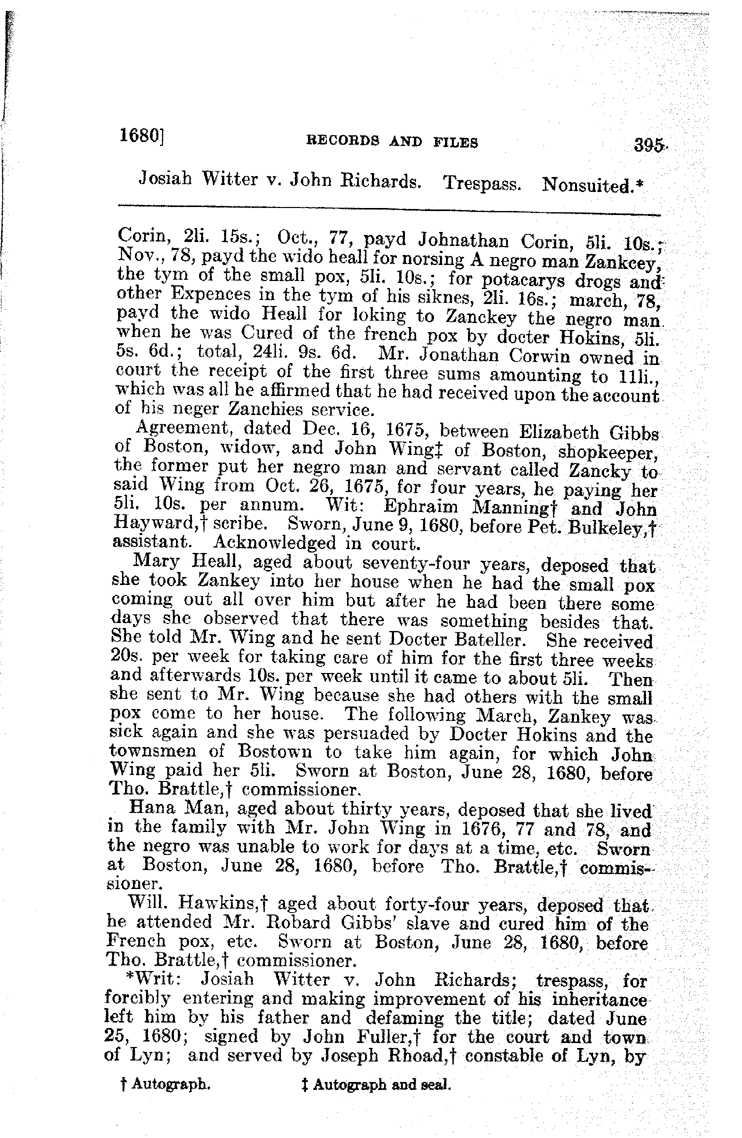 1680]
RECORDS AND FILES
395
Josiah Witter v. John Richards. Trespass. Nonsuited.*
Corin, 2li. 15s.; Oct., 77, payd Johnathan Corin, 5li. 10s.;
Nov., 78, payd the wido heall for norsing A negro man Zankcey,
the tym of the small pox, 5li. 10s.; for potacarys drogs and
other Expences in the tym of his siknes, 2li. 16s.; march, 78,
payd the wido Heall for loking to Zanckey the negro man
when he was Cured of the french pox by docter Hokins, 5li.
5s. 6d.; total, 24li. 9s. 6d. Mr. Jonathan Corwin owned in
court the receipt of the first three sums amounting to 11li.,
which was all he affirmed that he had received upon the account
of his neger Zanchies service.
Agreement, dated Dec. 16, 1675, between Elizabeth Gibbs
of Boston, widow, and John Wing‡ of Boston, shopkeeper,
the former put her negro man and servant called Zancky to
said Wing from Oct. 26, 1675, for four years, he paying her
5li. 10s. per annum. Wit: Ephraim Manning† and John
Hayward,† scribe. Sworn, June 9, 1680, before Pet. Bulkeley,†
assistant. Acknowledged in court.
Mary Heall, aged about seventy-four years, deposed that
she took Zankey into her house when he had the small pox
coming out all over him but after he had been there some
days she observed that there was something besides that.
She told Mr. Wing and he sent Docter Bateller. She received
20s. per week for taking care of him for the first three weeks
and afterwards 10s. per week until it came to about 5li. Then
she sent to Mr. Wing because she had others with the small
pox come to her house. The following March, Zankey was
sick again and she was persuaded by Docter Hokins and the
townsmen of Bostown to take him again, for which John
Wing paid her 5li. Sworn at Boston, June 28, 1680, before
Tho. Brattle,† commissioner.
Hana Man, aged about thirty years, deposed that she lived
in the family with Mr. John Wing in 1676, 77 and 78, and
the negro was unable to work for days at a time, etc. Sworn
at Boston, June 28, 1680, before Tho. Brattle,† commis-
sioner.
Will. Hawkins,† aged about forty-four years, deposed that
he attended Mr. Robard Gibbs' slave and cured him of the
French pox, etc. Sworn at Boston, June 28, 1680, before
Tho. Brattle,† commissioner.
*Writ: Josiah Witter v. John Richards; trespass, for
forcibly entering and making improvement of his inheritance
left him by his father and defaming the title; dated June
25, 1680; signed by John Fuller,† for the court and town
of Lyn; and served by Joseph Rhoad,† constable of Lyn, by
† Autograph. ‡ Autograph and seal.